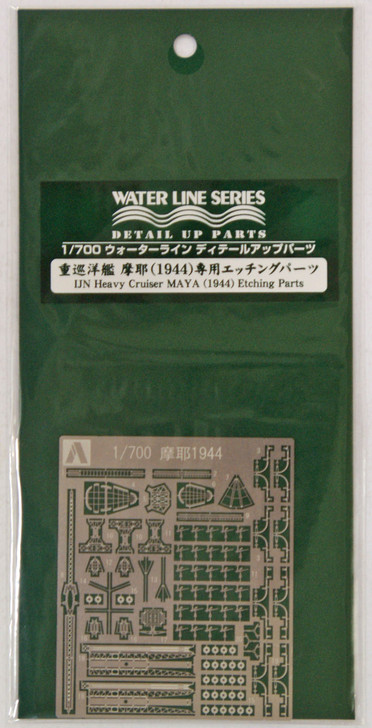 WATER LINE SERIES
DETAIL UP PARTS
1/700 ウォーターライン ディテールアップパーツ
重巡洋艦 摩耶(1944)専用エッチングパーツ
IJN Heavy Cruiser MAYA (1944) Etching Parts
1/700 摩耶1944